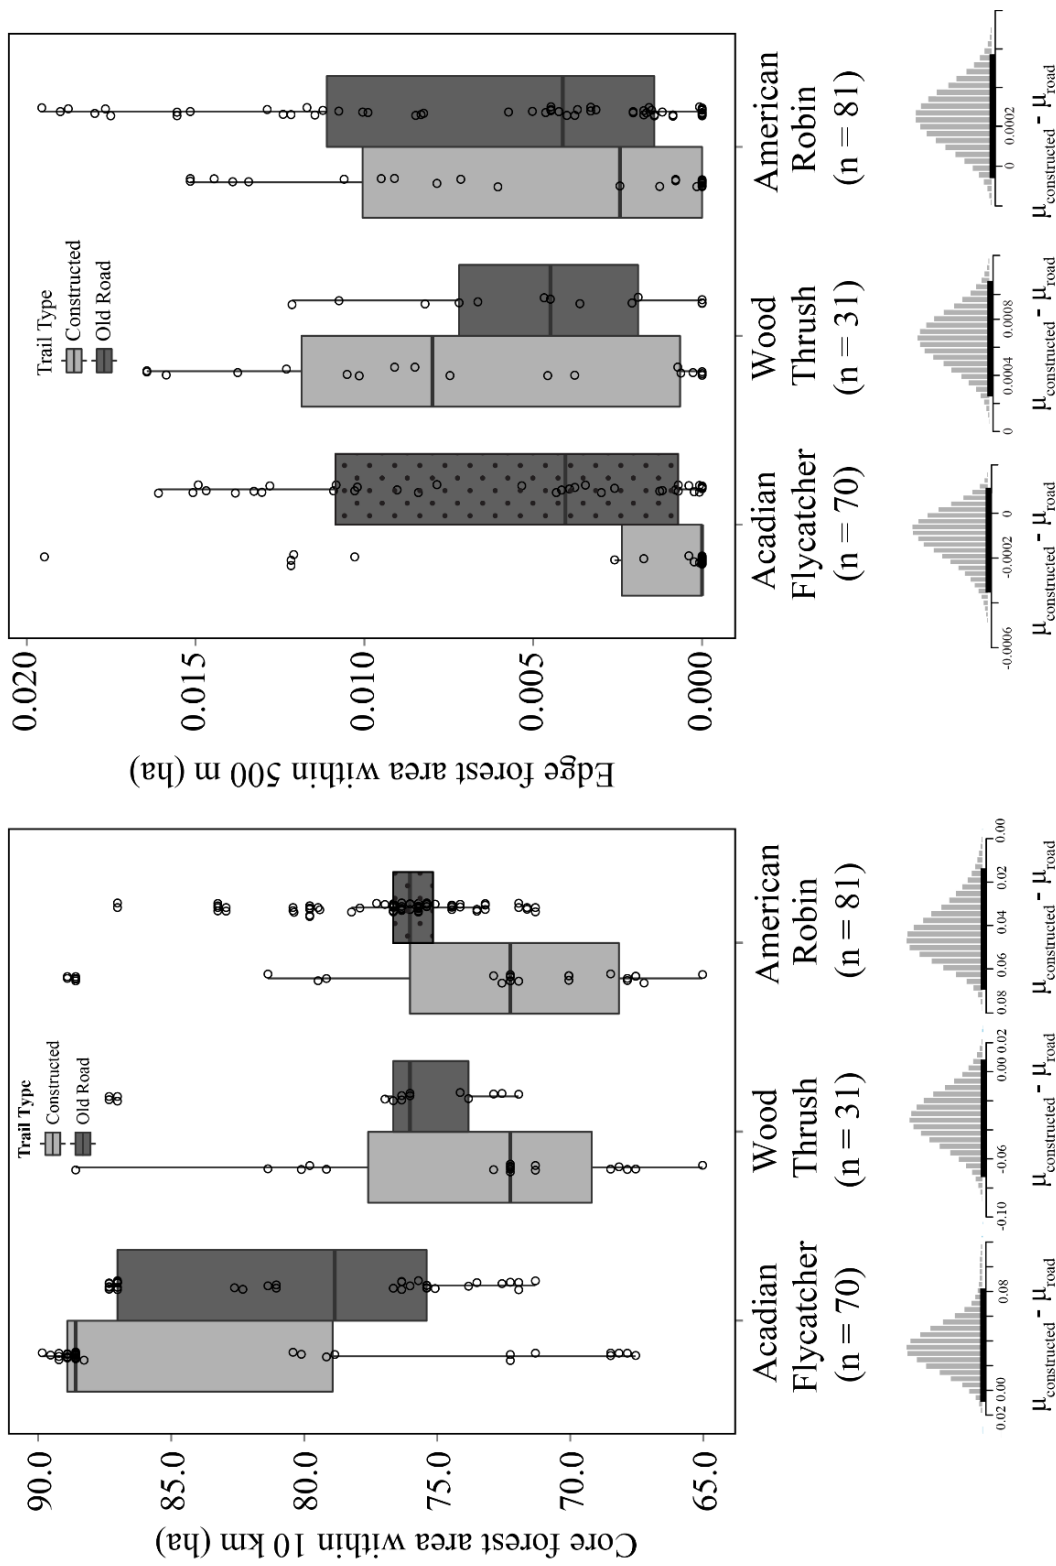 Core forest area within 10 km (ha)
90.0
85.0
80.0
75.0
70.0
65.0
Trail Type
Constructed
Old Road
Acadian
Flycatcher
(n = 70)
Wood
Thrush
(n = 31)
American
Robin
(n = 81)
0.02 0.00 0.08
μconstructed - μroad
-0.10 -0.06 0.00 0.02
μconstructed - μroad
0.08 0.06 0.04 0.02 0.00
μconstructed - μroad
Edge forest area within 500 m (ha)
0.020
0.015
0.010
0.005
0.000
Trail Type
Constructed
Old Road
Acadian
Flycatcher
(n = 70)
Wood
Thrush
(n = 31)
American
Robin
(n = 81)
-0.0006 -0.0002 0
μconstructed - μroad
0 0.0004 0.0008
μconstructed - μroad
0 0.0002
μconstructed - μroad